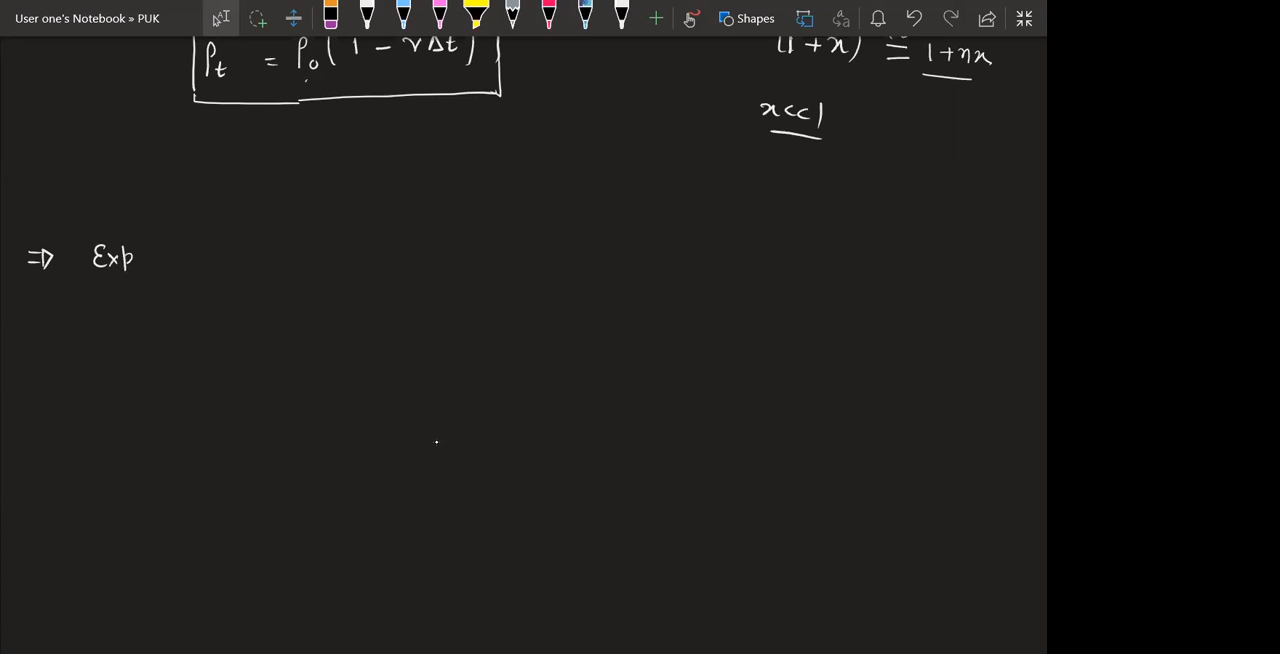 User one's Notebook » PUK
Shapes
ρt = ρ0 ( 1 − γΔt )
(1 + x) ≅ 1 + nx
x << 1
⇒ Exp